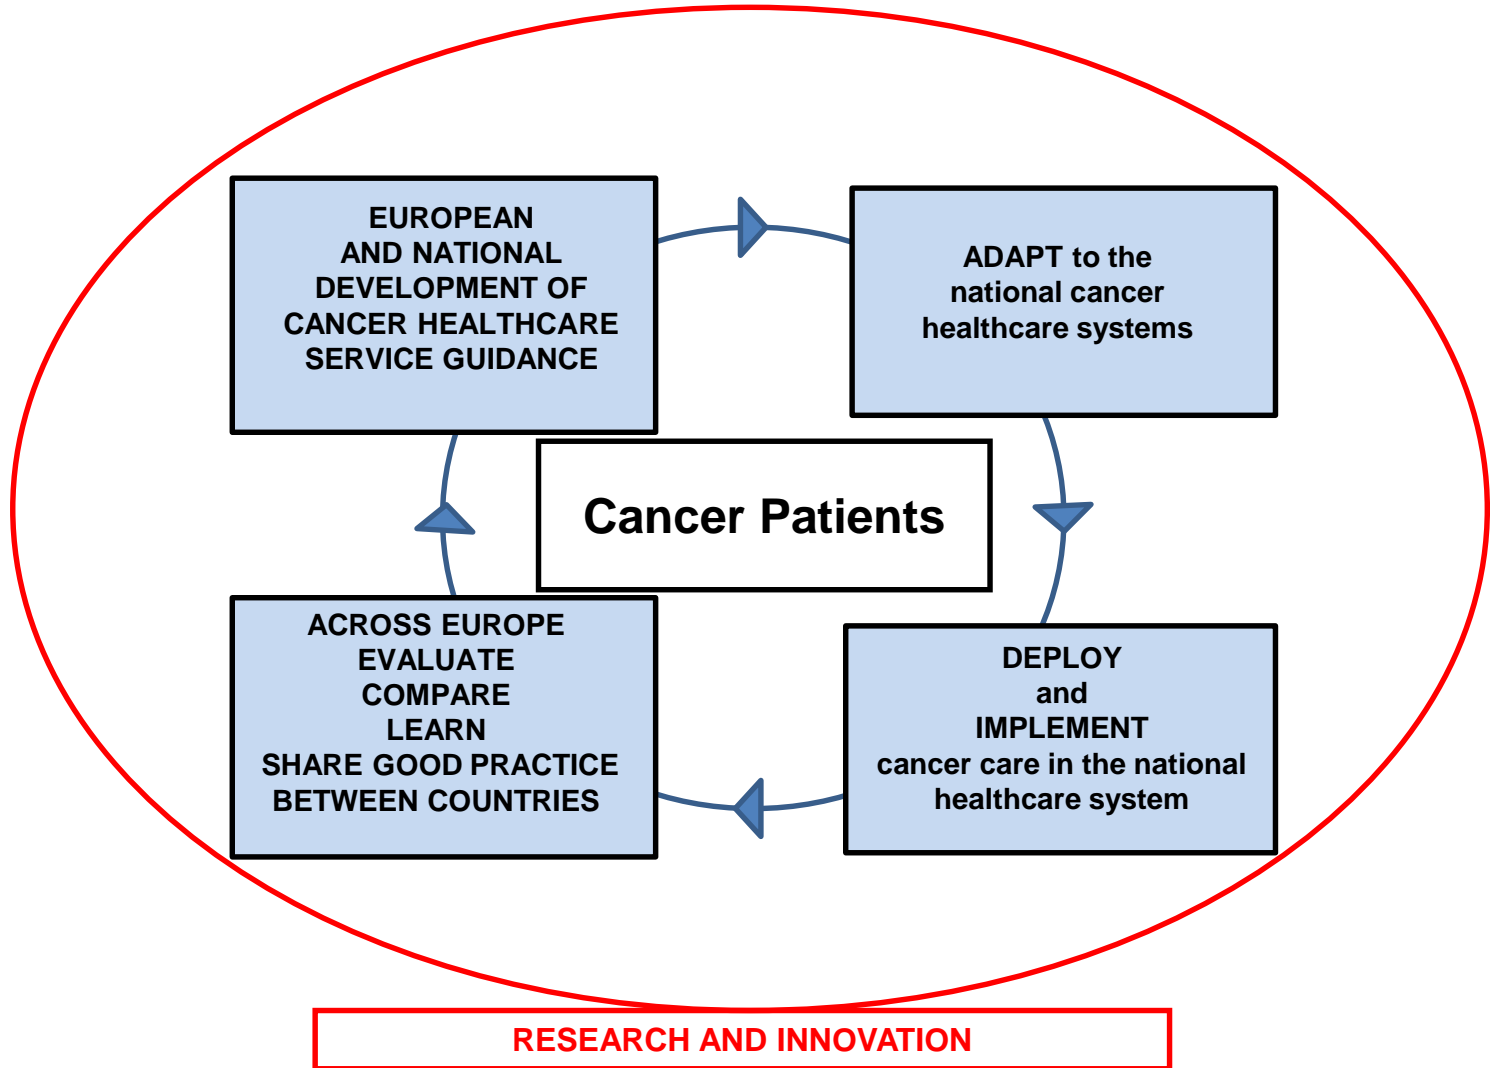 EUROPEAN
AND NATIONAL
DEVELOPMENT OF
CANCER HEALTHCARE
SERVICE GUIDANCE
ADAPT to the
national cancer
healthcare systems
Cancer Patients
ACROSS EUROPE
EVALUATE
COMPARE
LEARN
SHARE GOOD PRACTICE
BETWEEN COUNTRIES
DEPLOY
and
IMPLEMENT
cancer care in the national
healthcare system
RESEARCH AND INNOVATION